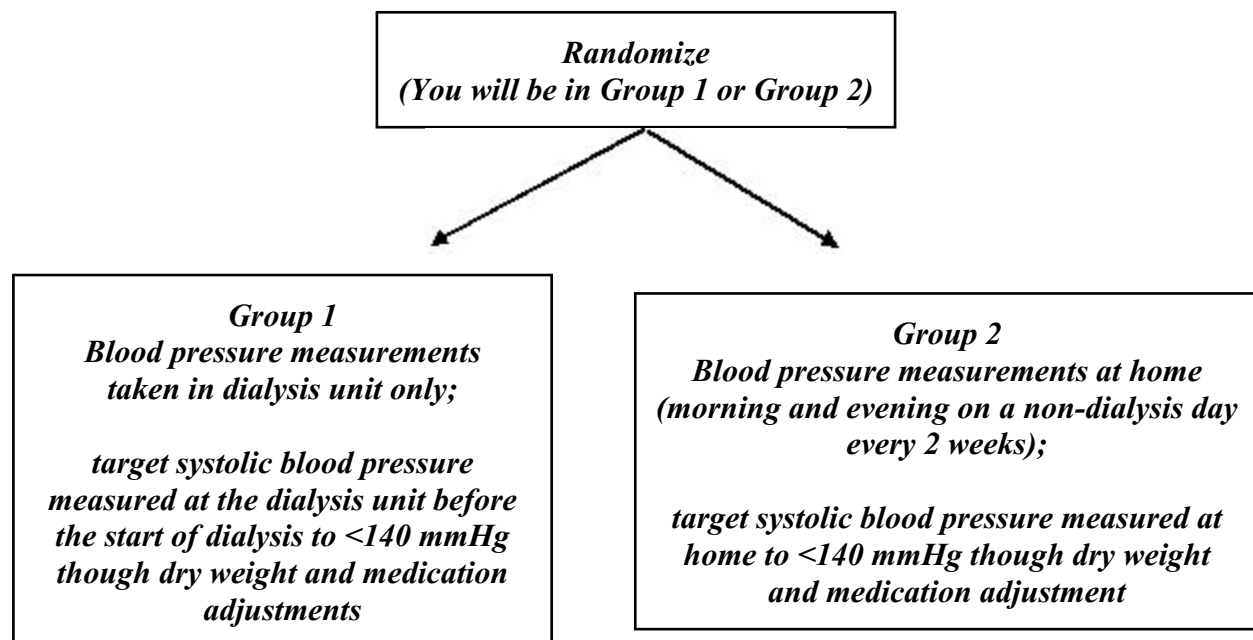 Randomize
(You will be in Group 1 or Group 2)
Group 1
Blood pressure measurements
taken in dialysis unit only;
target systolic blood pressure
measured at the dialysis unit before
the start of dialysis to <140 mmHg
though dry weight and medication
adjustments
Group 2
Blood pressure measurements at home
(morning and evening on a non-dialysis day
every 2 weeks);
target systolic blood pressure measured at
home to <140 mmHg though dry weight
and medication adjustment